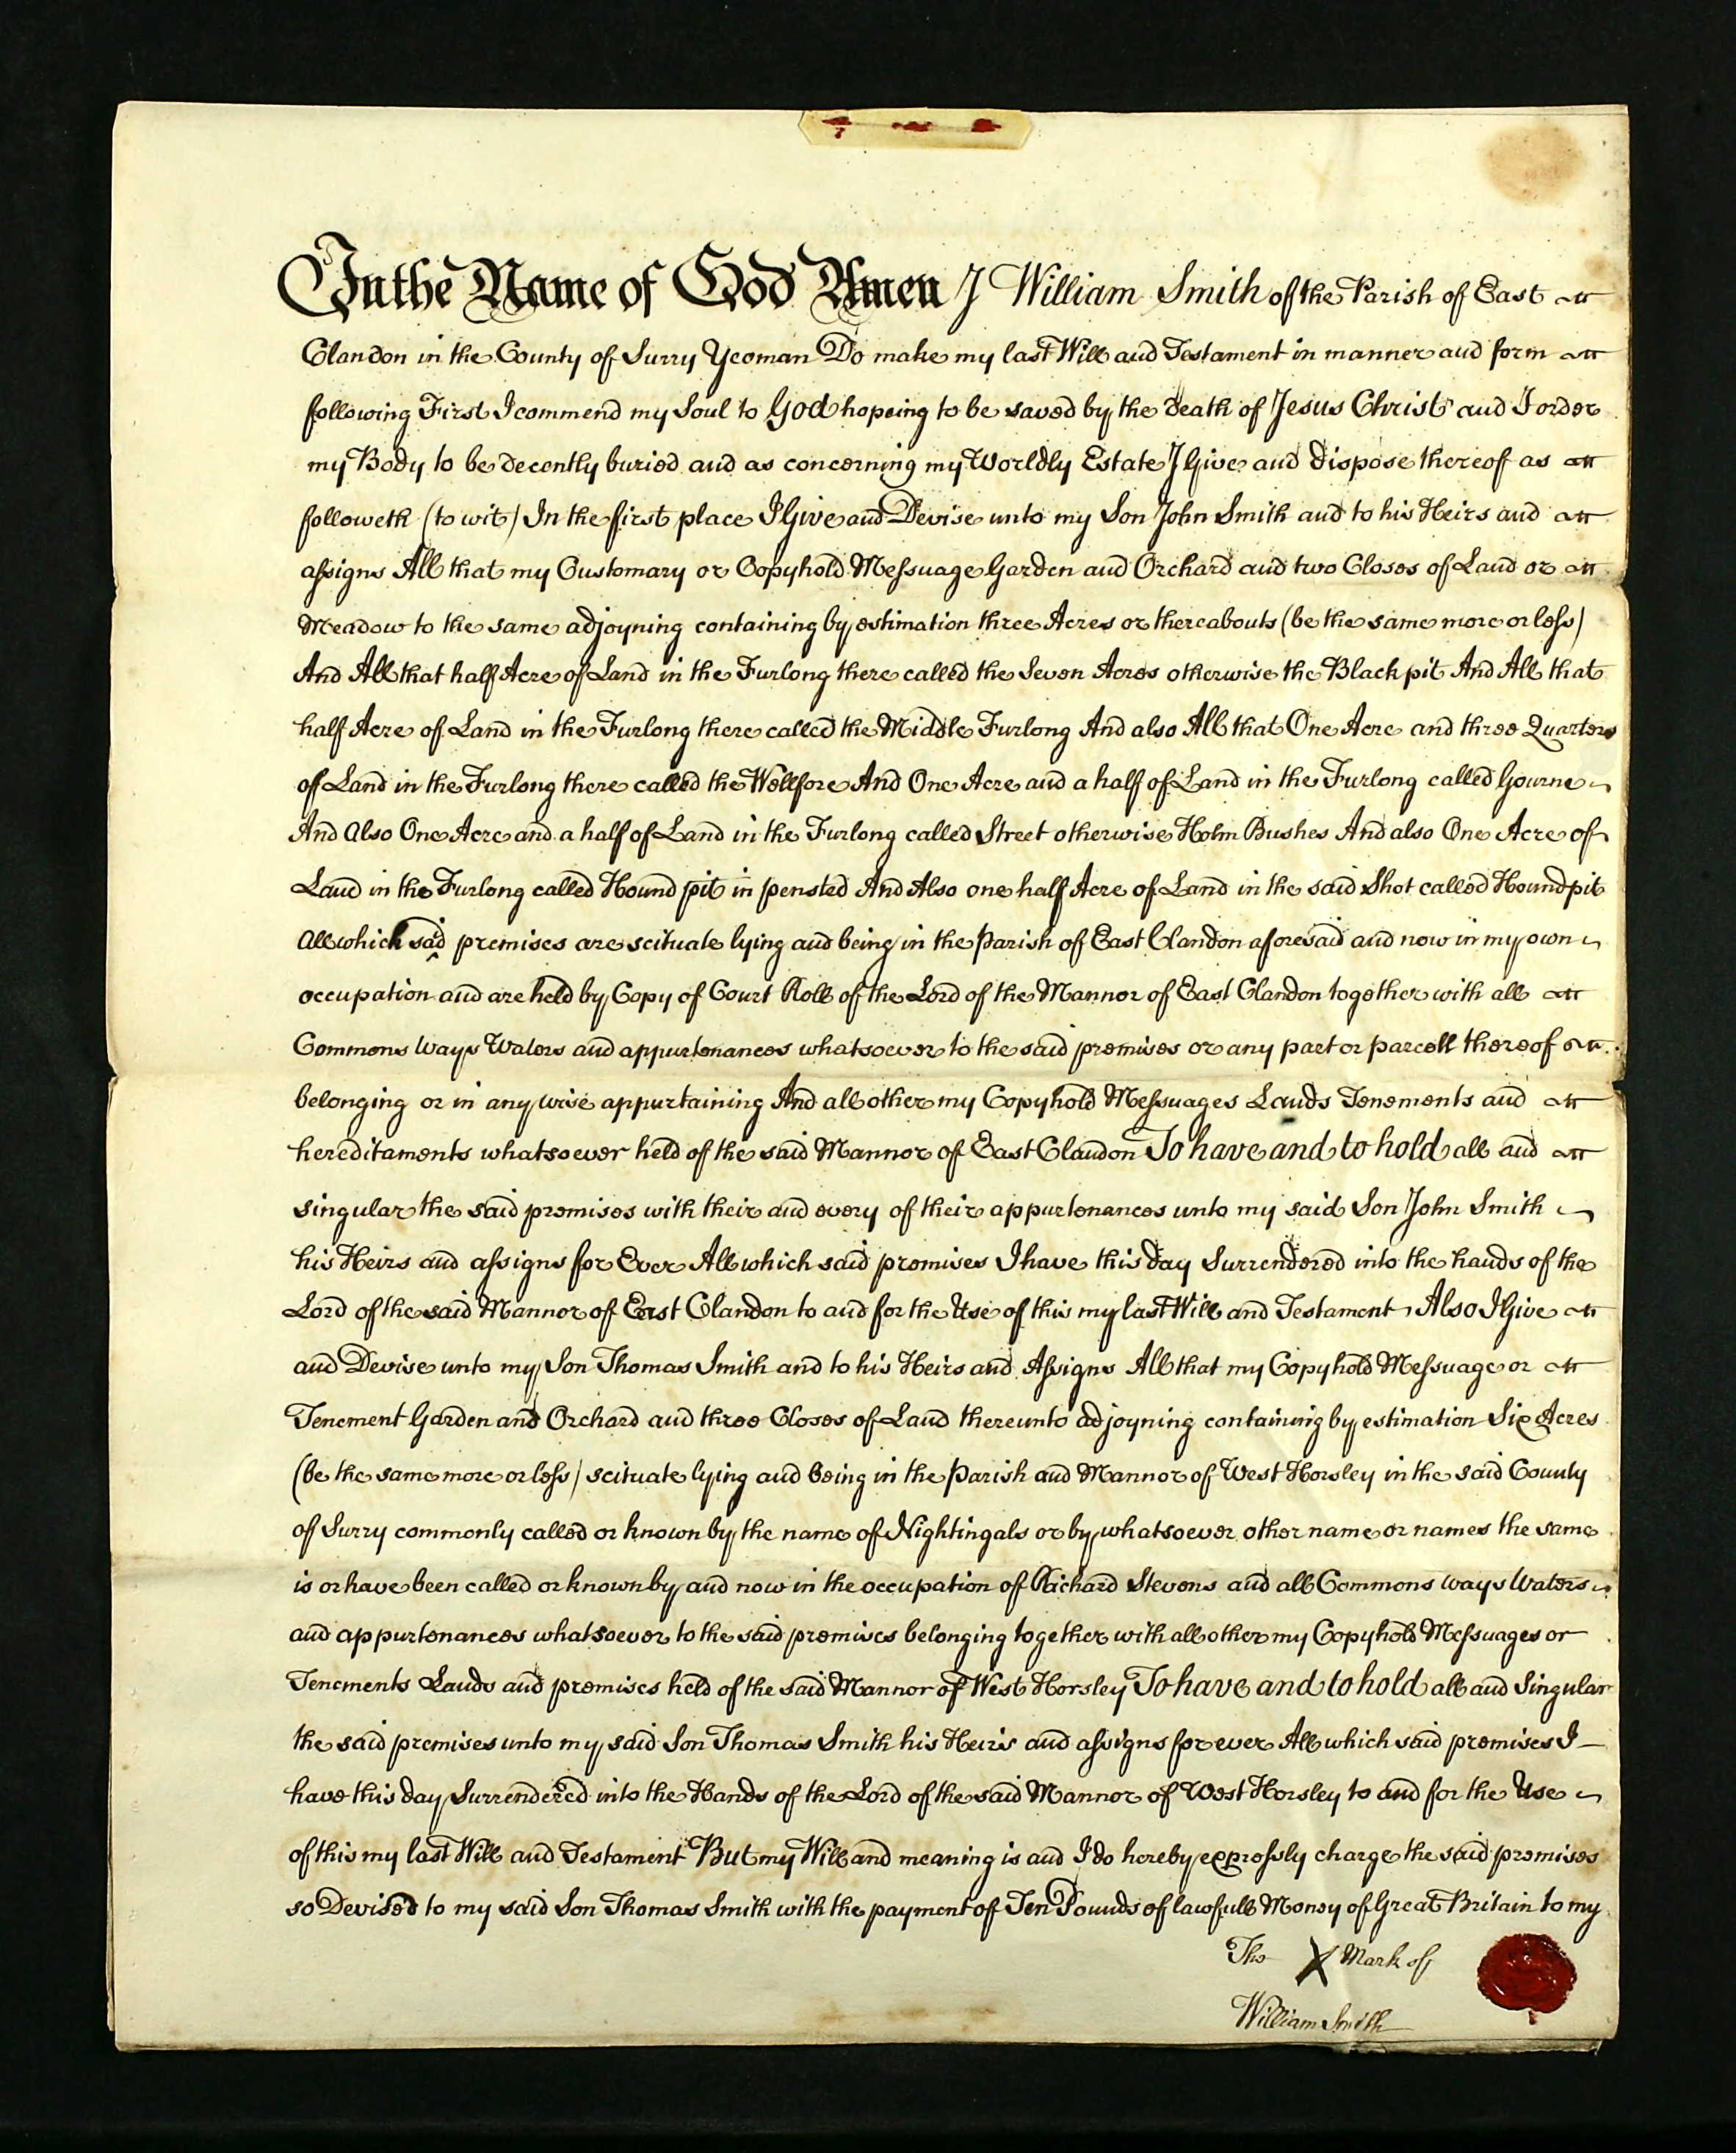 In the Name of God Amen I William Smith of the Parish of East
Clandon in the County of Surry Yeoman Do make my last Will and Testament in manner and form
following First I commend my Soul to God hopeing to be saved by the death of Jesus Christ and I order
my Body to be decently buried and as concerning my Worldly Estate I Give and dispose thereof as
followeth (to wit) In the first place I Give and Devise unto my Son John Smith and to his Heirs and
assigns All that my Customary or Copyhold Messuage Garden and Orchard and two Closes of Land or
Meadow to the same adjoyning containing by estimation three Acres or thereabouts (be the same more or less)
And All that half Acre of Land in the Furlong there called the Seven Acres otherwise the Black pit And All that
half Acre of Land in the Furlong there called the Middle Furlong And also All that One Acre and three Quarters
of Land in the Furlong there called the Wellfore And One Acre and a half of Land in the Furlong called Gourne
And also One Acre and a half of Land in the Furlong called Street otherwise Holm Bushes And also One Acre of
Land in the Furlong called Hound pit in pensted And Also one half Acre of Land in the said Shot called Houndpit
all which said premises are scituate lying and being in the Parish of East Clandon aforesaid and now in my own
occupation and are held by Copy of Court Roll of the Lord of the Mannor of East Clandon together with all
Commons Ways Waters and appurtenances whatsoever to the said premises or any part or parcell thereof
belonging or in any wise appurtaining And all other my Copyhold Messuages Lands Tenements and
hereditaments whatsoever held of the said Mannor of East Clandon To have and to hold all and
singular the said premises with their and every of their appurtenances unto my said Son John Smith
his Heirs and assigns for Ever All which said premises I have this day Surrendered into the hands of the
Lord of the said Mannor of East Clandon to and for the Use of this my last Will and Testament Also I Give
and Devise unto my Son Thomas Smith and to his Heirs and Assigns All that my Copyhold Messuage or
Tenement Garden and Orchard and three Closes of Land thereunto adjoyning containing by estimation Six Acres
(be the same more or less) scituate lying and being in the Parish and Mannor of West Horsley in the said County
of Surry commonly called or known by the name of Nightingals or by whatsoever other name or names the same
is or have been called or known by and now in the occupation of Richard Stevens and all Commons ways Waters
and appurtenances whatsoever to the said premises belonging together with all other my Copyhold Messuages or
Tenements Lands and premises held of the said Mannor of West Horsley To have and to hold all and Singular
the said premises unto my said Son Thomas Smith his Heirs and assigns for ever All which said premises I
have this day Surrendered into the Hands of the Lord of the said Mannor of West Horsley to and for the Use
of this my last Will and Testament But my Will and meaning is and I do hereby expressly charge the said premises
so Devised to my said Son Thomas Smith with the payment of Ten Pounds of lawfull Money of Great Britain to my
The X Mark of
William Smith